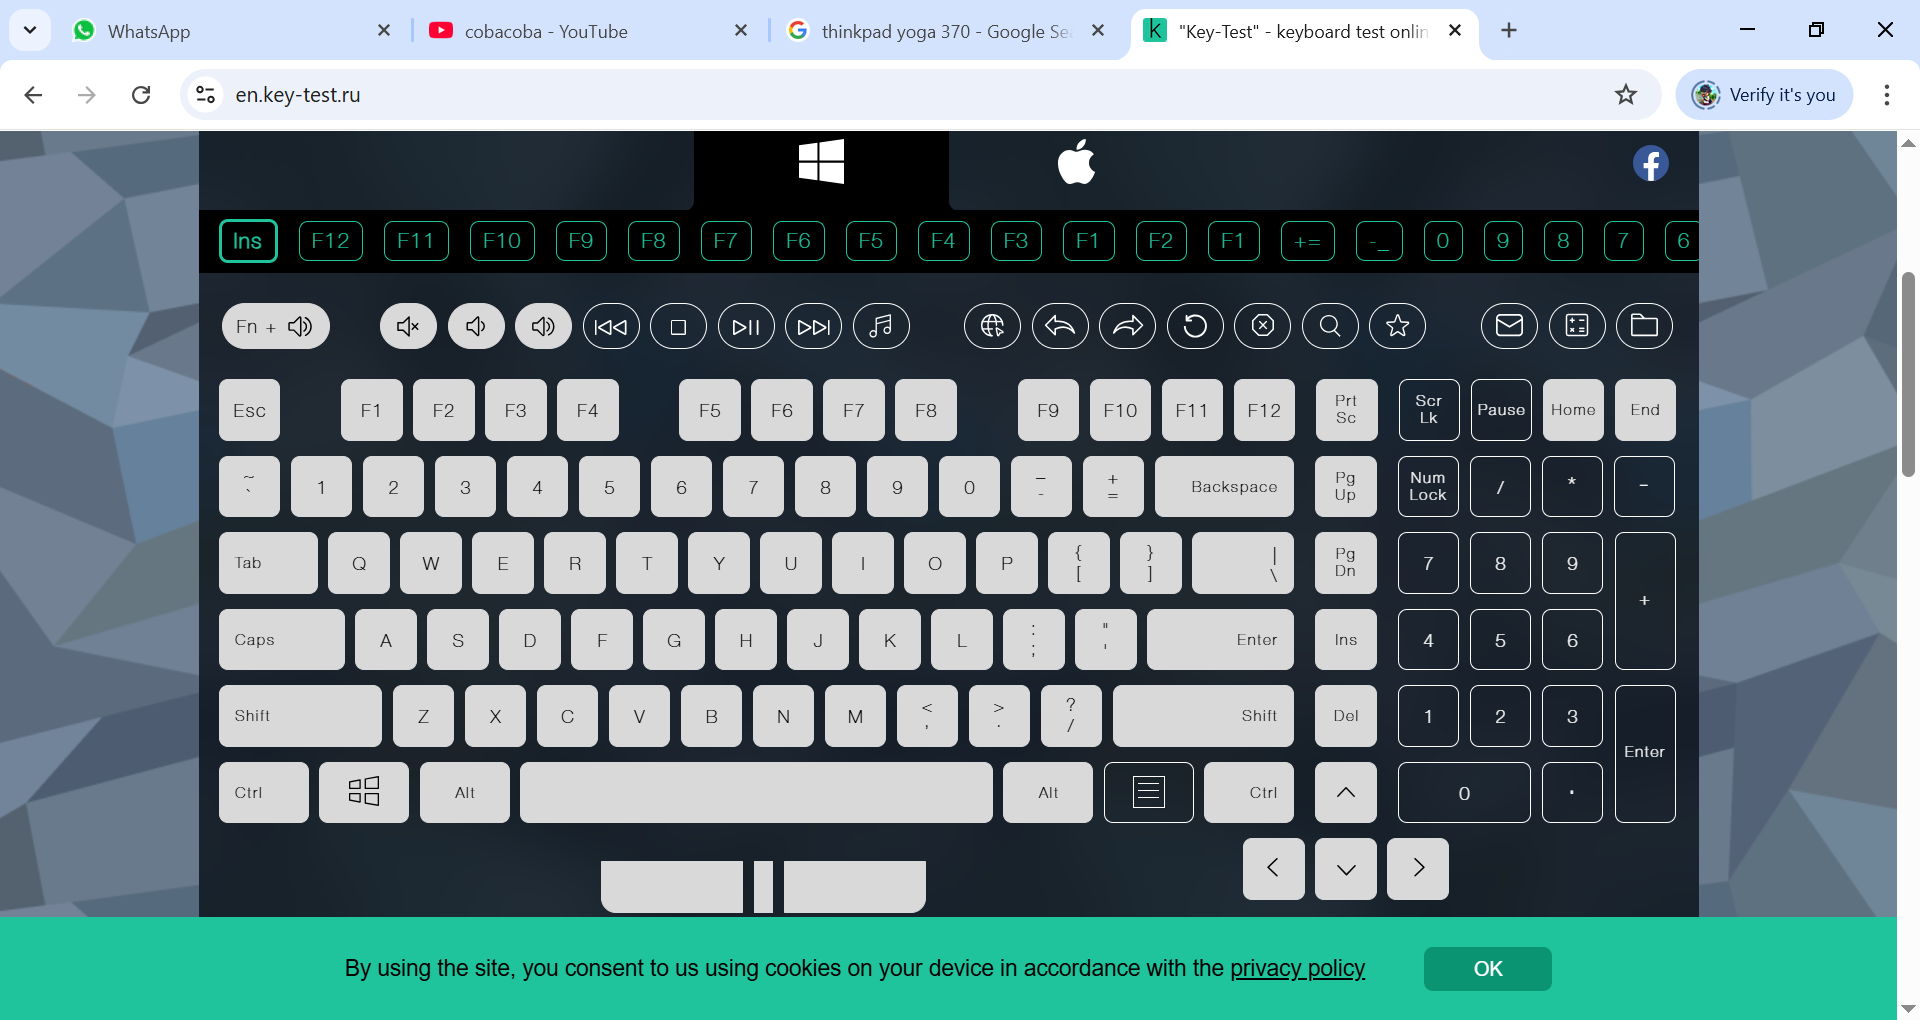 WhatsApp
cobacoba - YouTube
thinkpad yoga 370 - Google Se
"Key-Test" - keyboard test onlin
en.key-test.ru
Verify it's you
Ins F12 F11 F10 F9 F8 F7 F6 F5 F4 F3 F1 F2 F1 += -_ 0 9 8 7 6
Fn +
Esc F1 F2 F3 F4 F5 F6 F7 F8 F9 F10 F11 F12 Prt Sc Scr Lk Pause Home End
~ ` 1 2 3 4 5 6 7 8 9 0 _ - + = Backspace Pg Up Num Lock / * -
Tab Q W E R T Y U I O P { [ } ] | \ Pg Dn 7 8 9 +
Caps A S D F G H J K L : ; " ' Enter Ins 4 5 6
Shift Z X C V B N M < , > . ? / Shift Del 1 2 3 Enter
Ctrl Alt Alt Ctrl 0 .
By using the site, you consent to us using cookies on your device in accordance with the privacy policy
OK